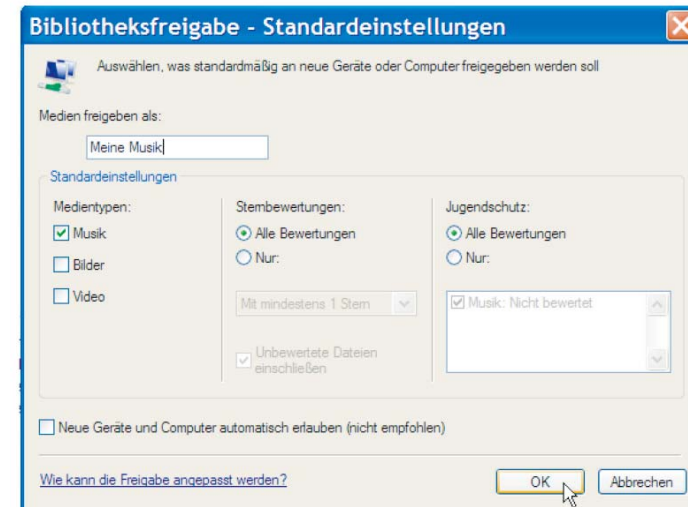 Bibliotheksfreigabe - Standardeinstellungen
Auswählen, was standardmäßig an neue Geräte oder Computer freigegeben werden soll
Medien freigeben als:
Meine Musik
Standardeinstellungen
Medientypen:
Musik
Bilder
Video
Sternbewertungen:
Alle Bewertungen
Nur:
Mit mindestens 1 Stern
Unbewertete Dateien
einschließen
Jugendschutz:
Alle Bewertungen
Nur:
Musik: Nicht bewertet
Neue Geräte und Computer automatisch erlauben (nicht empfohlen)
Wie kann die Freigabe angepasst werden?
OK
Abbrechen